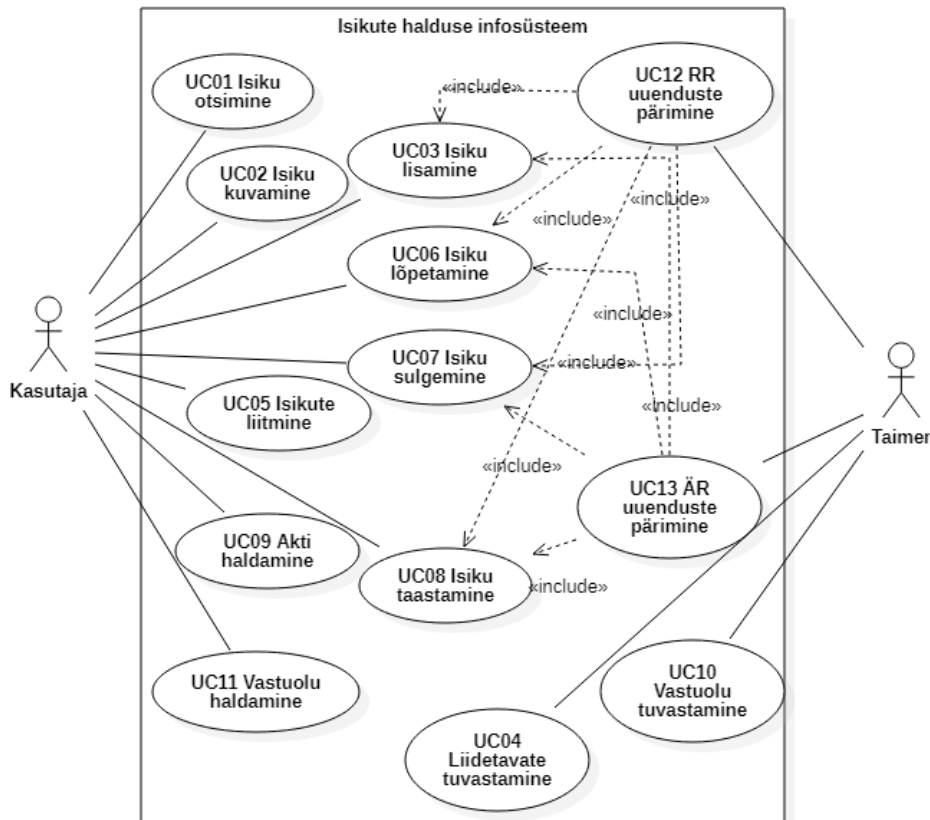 Isikute halduse infosüsteem
UC01 Isiku
otsimine
UC12 RR
uuenduste
pärimine
«include»
UC03 Isiku
lisamine
UC02 Isiku
kuvamine
«include»
«include»
UC06 Isiku
lõpetamine
«include»
UC07 Isiku
sulgemine
«include»
Kasutaja
UC05 Isikute
liitmine
«include»
Taimer
«include»
UC13 ÄR
uuenduste
pärimine
UC09 Akti
haldamine
UC08 Isiku
taastamine
«include»
UC11 Vastuolu
haldamine
UC10
Vastuolu
tuvastamine
UC04
Liidetavate
tuvastamine